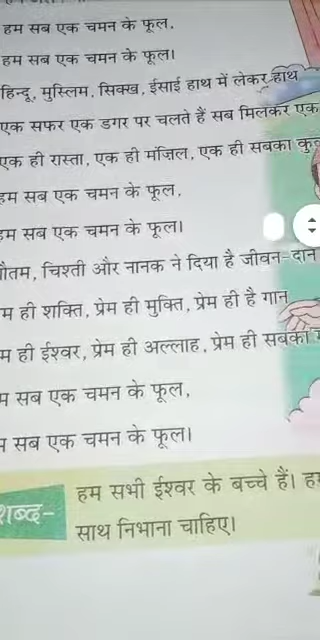 हम सब एक चमन के फूल,
हम सब एक चमन के फूल।
हिन्दू, मुस्लिम, सिक्ख, ईसाई हाथ में लेकर हाथ
एक सफर एक डगर पर चलते हैं सब मिलकर एक
एक ही रास्ता, एक ही मंज़िल, एक ही सबका
हम सब एक चमन के फूल,
हम सब एक चमन के फूल।
गौतम, चिश्ती और नानक ने दिया है जीवन-दान
ही शक्ति, प्रेम ही मुक्ति, प्रेम ही है गान
ही ईश्वर, प्रेम ही अल्लाह, प्रेम ही सबका
सब एक चमन के फूल,
सब एक चमन के फूल।
हम सभी ईश्वर के बच्चे हैं।
शब्द-
साथ निभाना चाहिए।